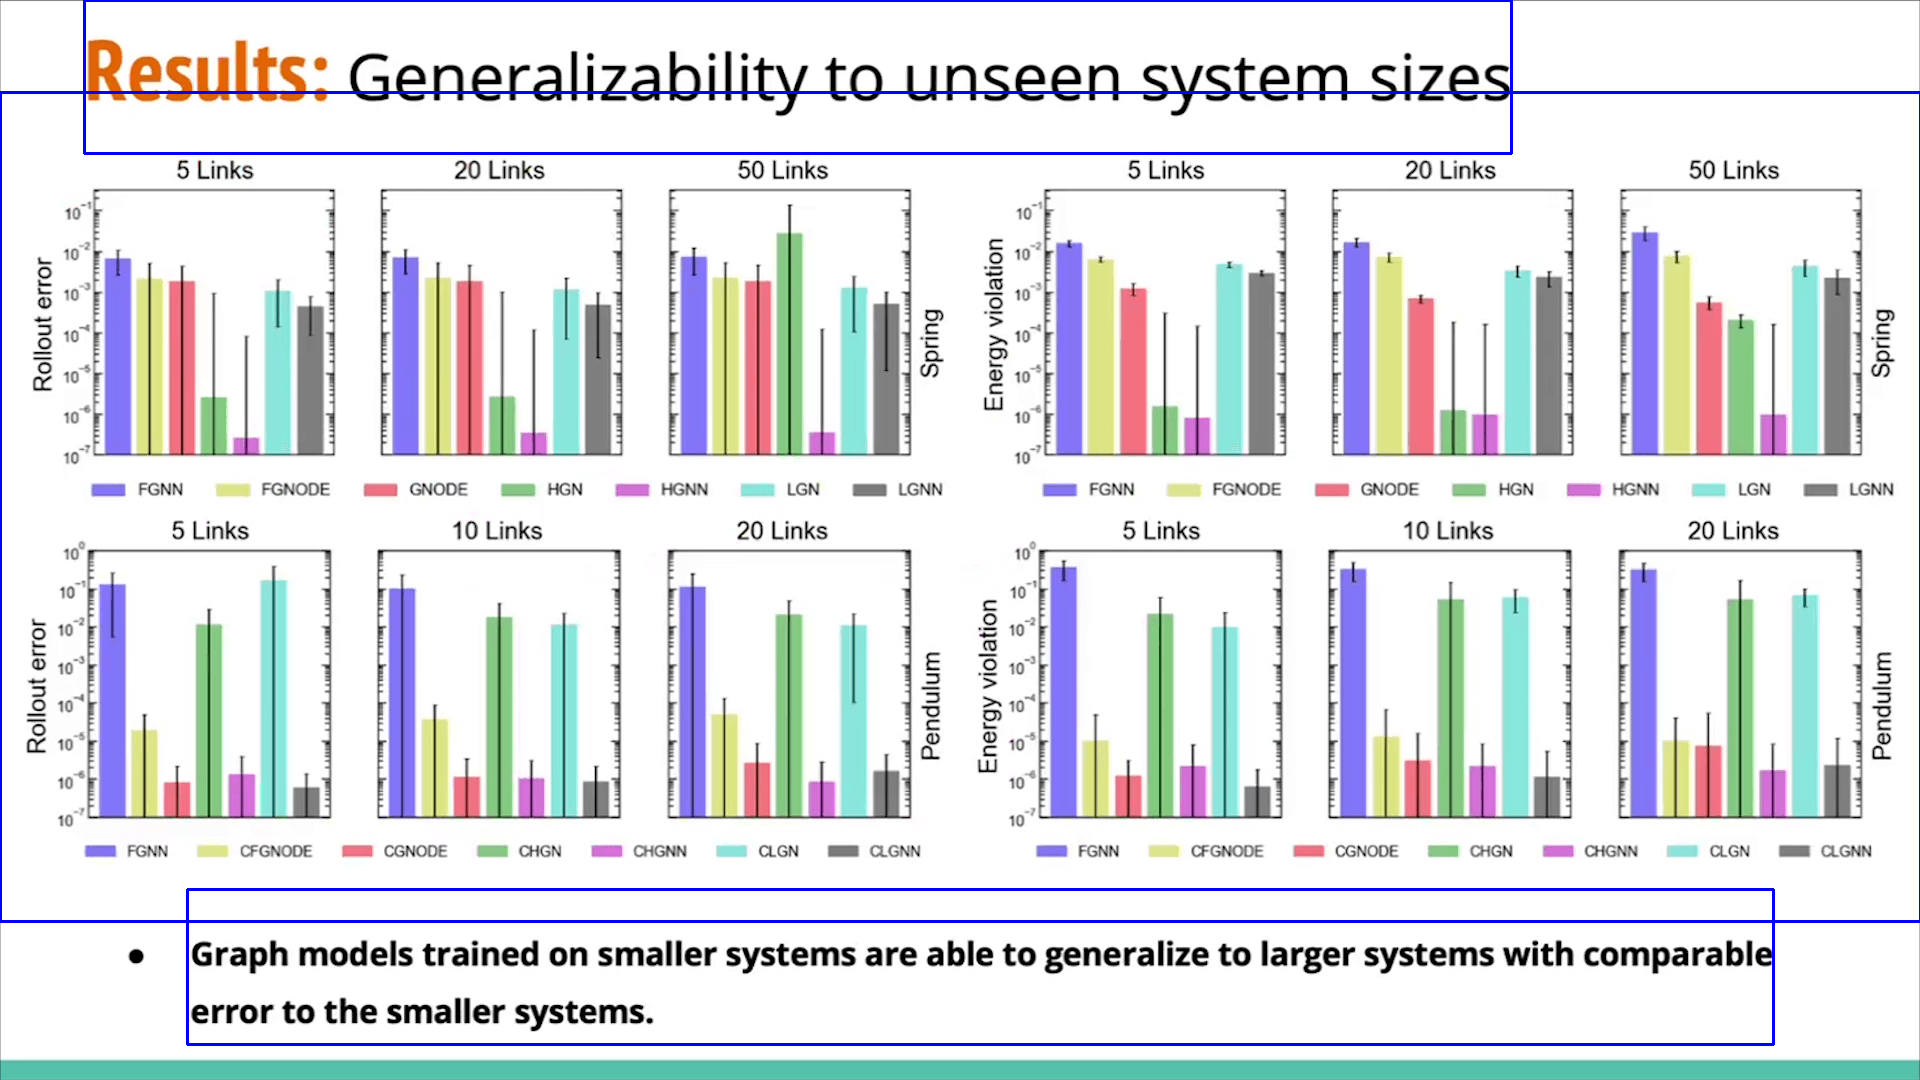 Results: Generalizability to unseen system sizes
5 Links 20 Links 50 Links 5 Links 20 Links 50 Links
Rollout error
10⁻¹
10⁻²
10⁻³
10⁻⁴
10⁻⁵
10⁻⁶
10⁻⁷
Spring
Energy violation
10⁻¹
10⁻²
10⁻³
10⁻⁴
10⁻⁵
10⁻⁶
10⁻⁷
Spring
FGNN FGNODE GNODE HGN HGNN LGN LGNN FGNN FGNODE GNODE HGN HGNN LGN LGNN
5 Links 10 Links 20 Links 5 Links 10 Links 20 Links
Rollout error
10⁰
10⁻¹
10⁻²
10⁻³
10⁻⁴
10⁻⁵
10⁻⁶
10⁻⁷
Pendulum
Energy violation
10⁰
10⁻¹
10⁻²
10⁻³
10⁻⁴
10⁻⁵
10⁻⁶
10⁻⁷
Pendulum
FGNN CFGNODE CGNODE CHGN CHGNN CLGN CLGNN FGNN CFGNODE CGNODE CHGN CHGNN CLGN CLGNN
● Graph models trained on smaller systems are able to generalize to larger systems with comparable
error to the smaller systems.